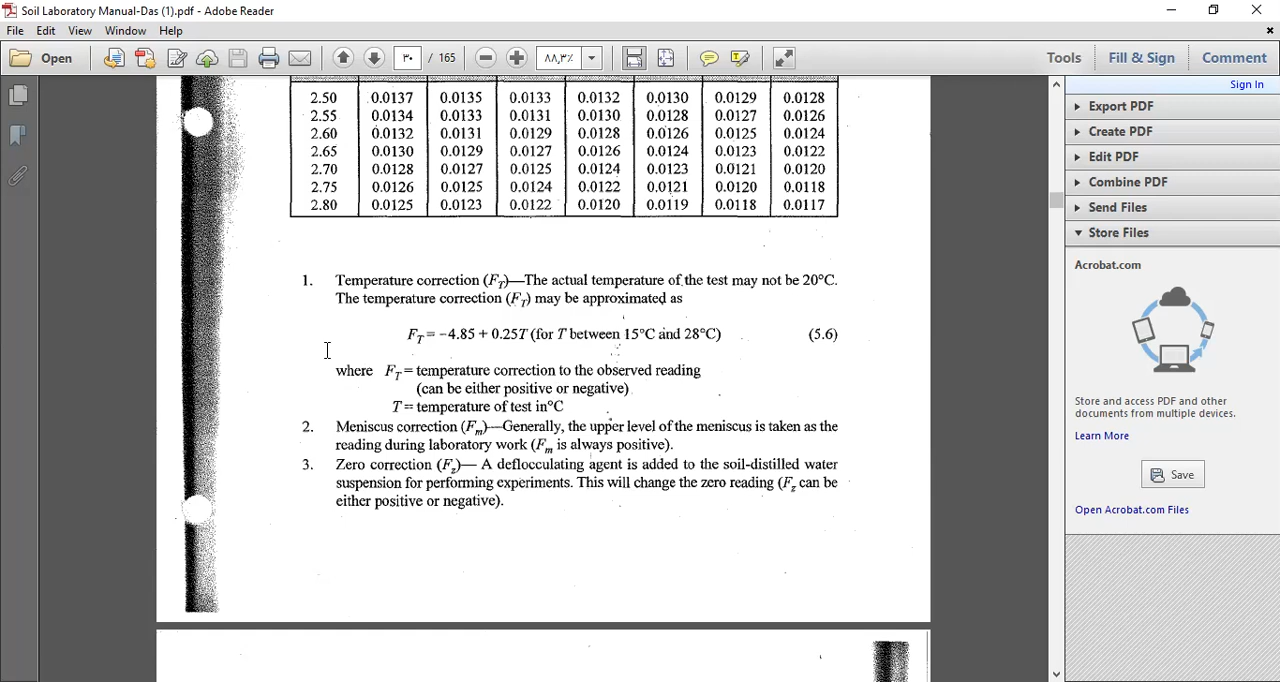 Soil Laboratory Manual-Das (1).pdf - Adobe Reader
File Edit View Window Help
Open ٣٠ / 165 ٨٨,٣٪ Tools Fill & Sign Comment
Sign In
2.50 0.0137 0.0135 0.0133 0.0132 0.0130 0.0129 0.0128
2.55 0.0134 0.0133 0.0131 0.0130 0.0128 0.0127 0.0126
2.60 0.0132 0.0131 0.0129 0.0128 0.0126 0.0125 0.0124
2.65 0.0130 0.0129 0.0127 0.0126 0.0124 0.0123 0.0122
2.70 0.0128 0.0127 0.0125 0.0124 0.0123 0.0121 0.0120
2.75 0.0126 0.0125 0.0124 0.0122 0.0121 0.0120 0.0118
2.80 0.0125 0.0123 0.0122 0.0120 0.0119 0.0118 0.0117
1. Temperature correction (F_T)—The actual temperature of the test may not be 20°C.
The temperature correction (F_T) may be approximated as
F_T = −4.85 + 0.25T (for T between 15°C and 28°C) (5.6)
where F_T = temperature correction to the observed reading
(can be either positive or negative)
T = temperature of test in°C
2. Meniscus correction (F_m)—Generally, the upper level of the meniscus is taken as the
reading during laboratory work (F_m is always positive).
3. Zero correction (F_z)— A deflocculating agent is added to the soil-distilled water
suspension for performing experiments. This will change the zero reading (F_z can be
either positive or negative).
Export PDF
Create PDF
Edit PDF
Combine PDF
Send Files
Store Files
Acrobat.com
Store and access PDF and other
documents from multiple devices.
Learn More
Save
Open Acrobat.com Files